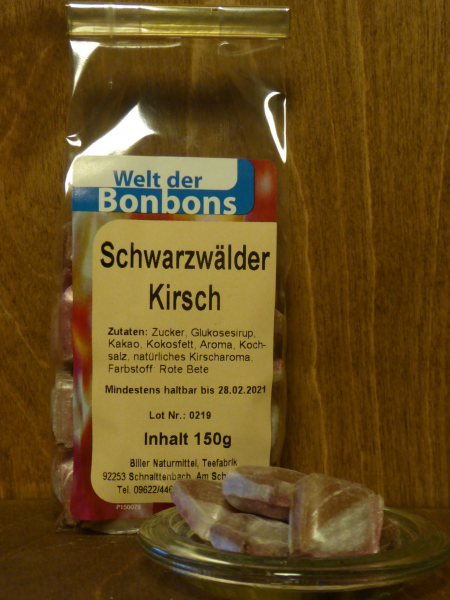 Welt der
Bonbons
Schwarzwälder
Kirsch
Zutaten: Zucker, Glukosesirup,
Kakao, Kokosfett, Aroma, Koch-
salz, natürliches Kirscharoma.
Farbstoff: Rote Bete
Mindestens haltbar bis 28.02.2021
Lot Nr.: 0219
Inhalt 150g
Biller Naturmittel, Teefabrik
92253 Schnaittenbach, Am
Tel.